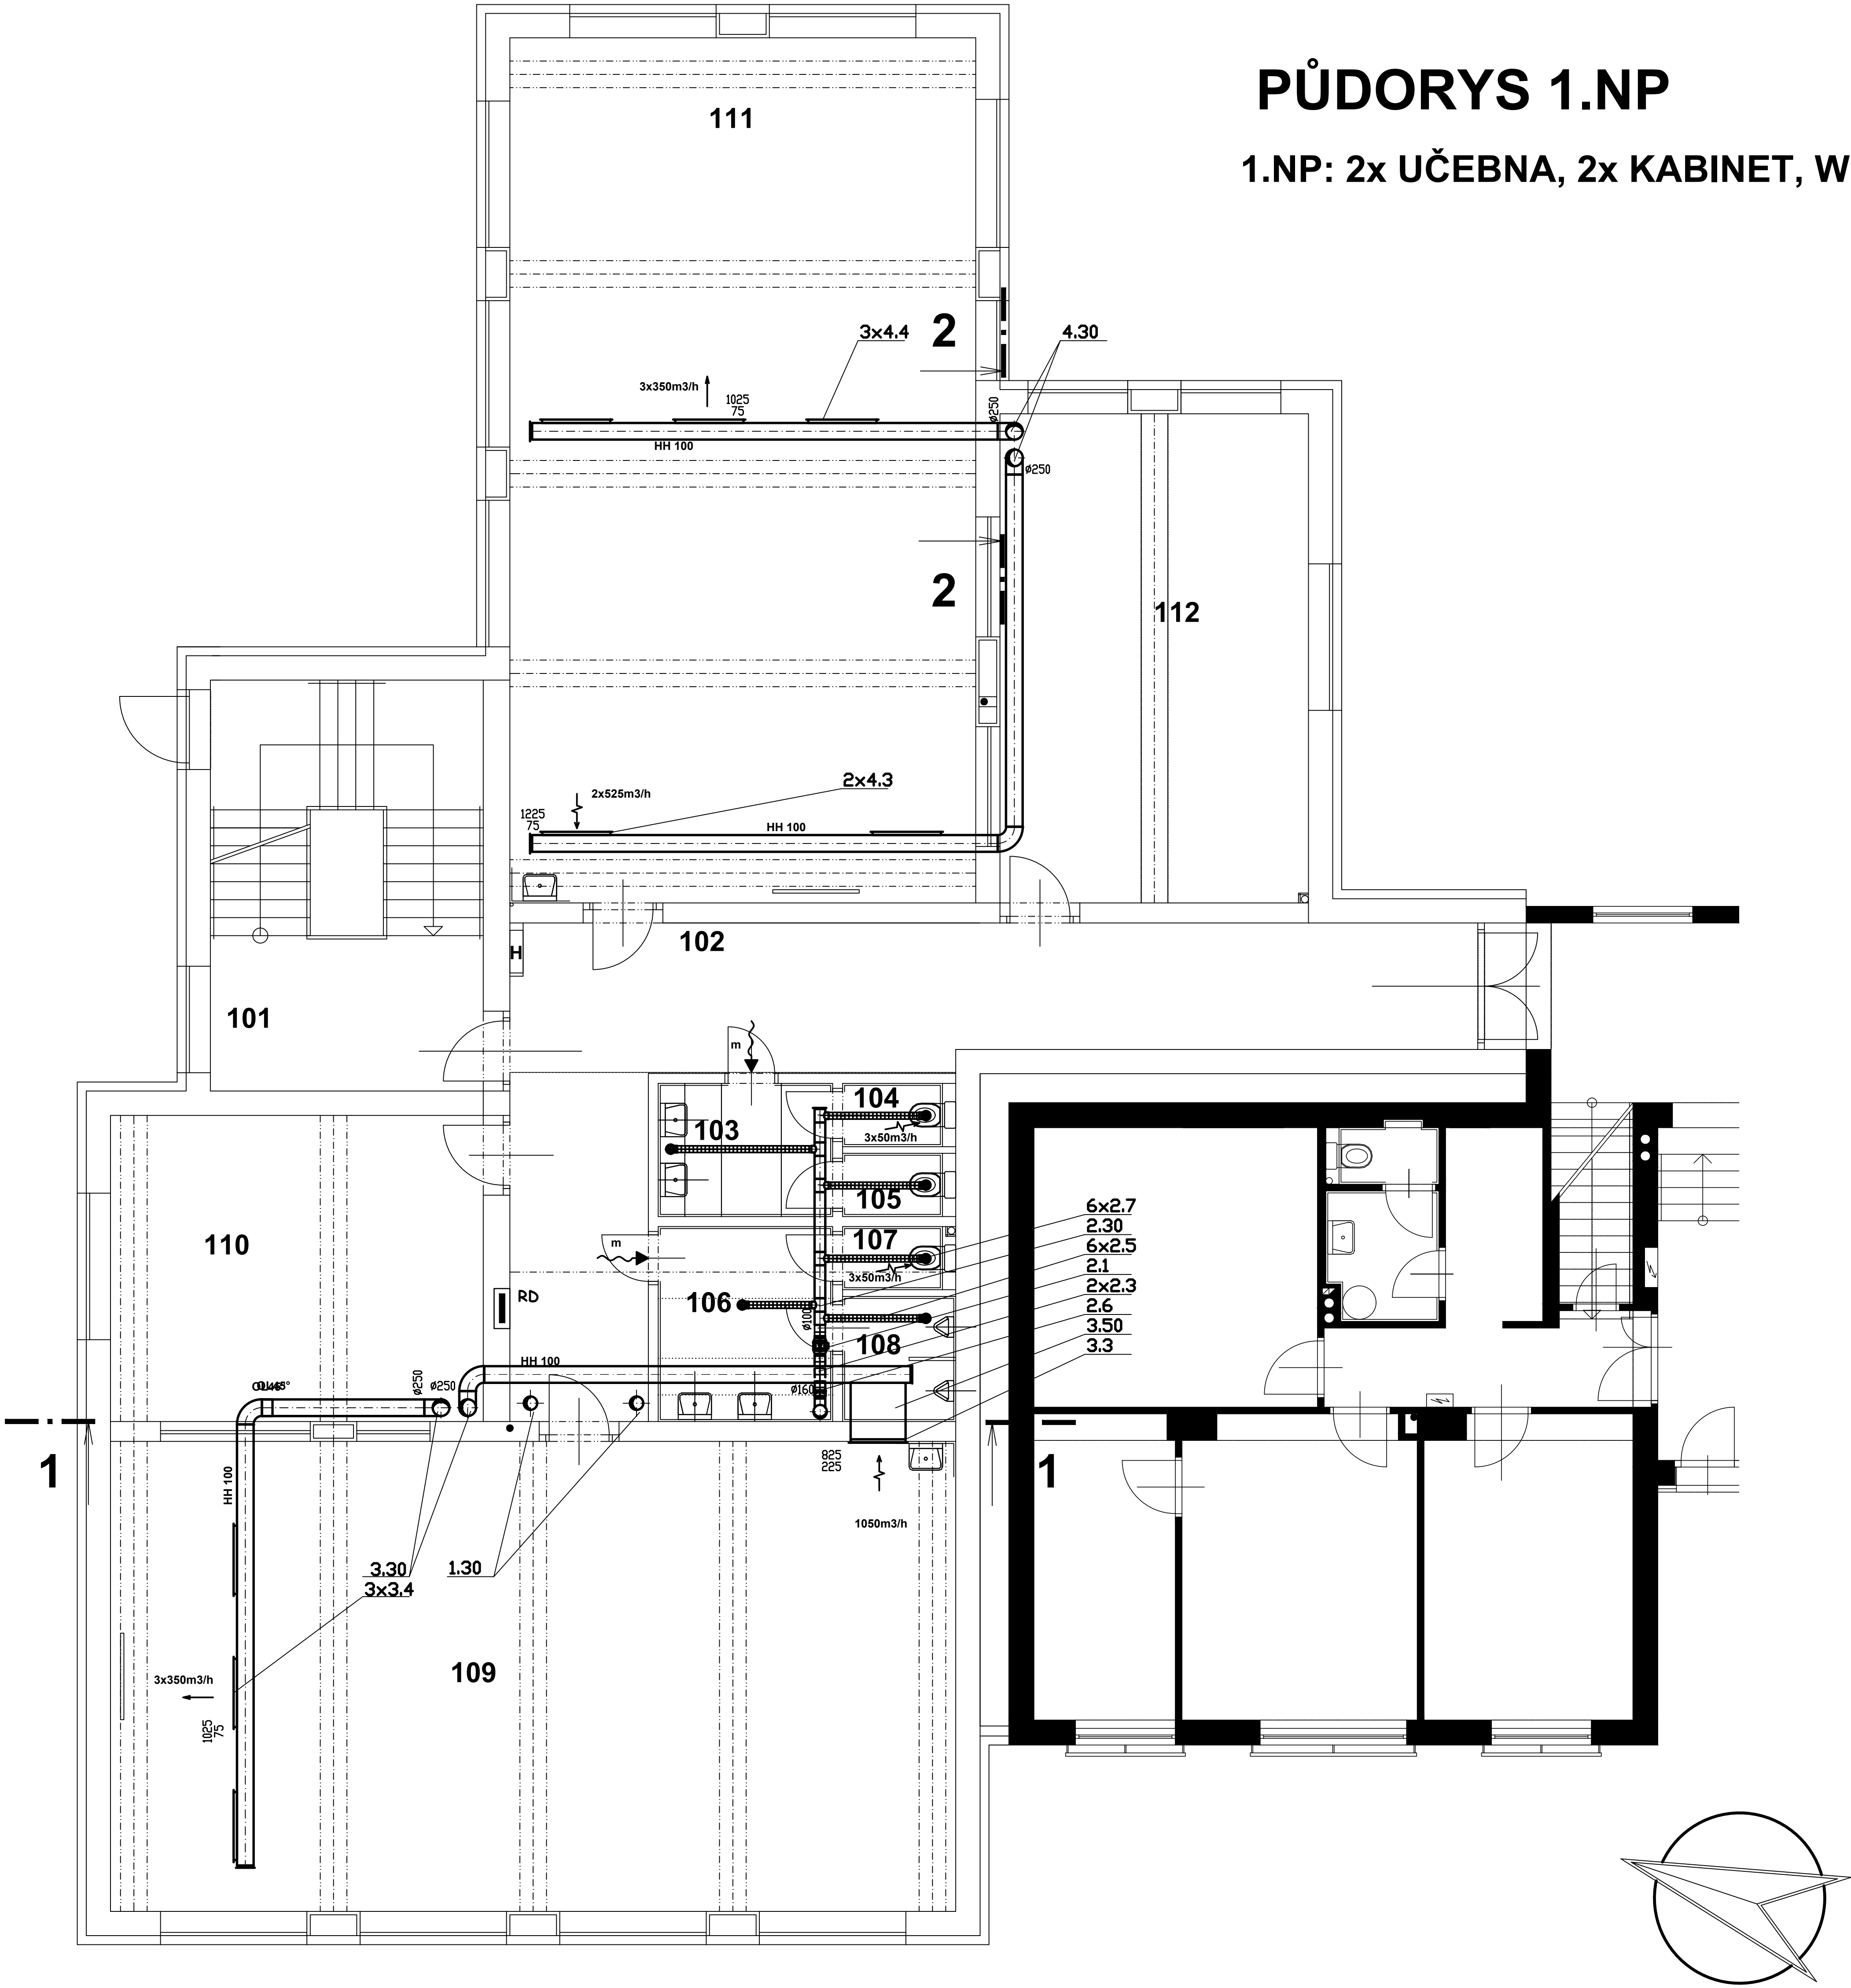 PŮDORYS 1.NP
1.NP: 2x UČEBNA, 2x KABINET, W
111
3x4.4
2
4.30
3x350m3/h
1025
75
ø250
HH 100
ø250
2
112
2x4.3
2x525m3/h
1225
75
HH 100
102
H
101
m
104
103
3x50m3/h
105
6x2.7
2.30
107
6x2.5
110
m
2.1
3x50m3/h
2x2.3
RD
106
2.6
ø100
108
3.50
3.3
HH 100
OL45°
ø250
ø250
ø160
1
825
225
1
HH 100
1050m3/h
3.30
1.30
3x3.4
109
3x350m3/h
1025
75